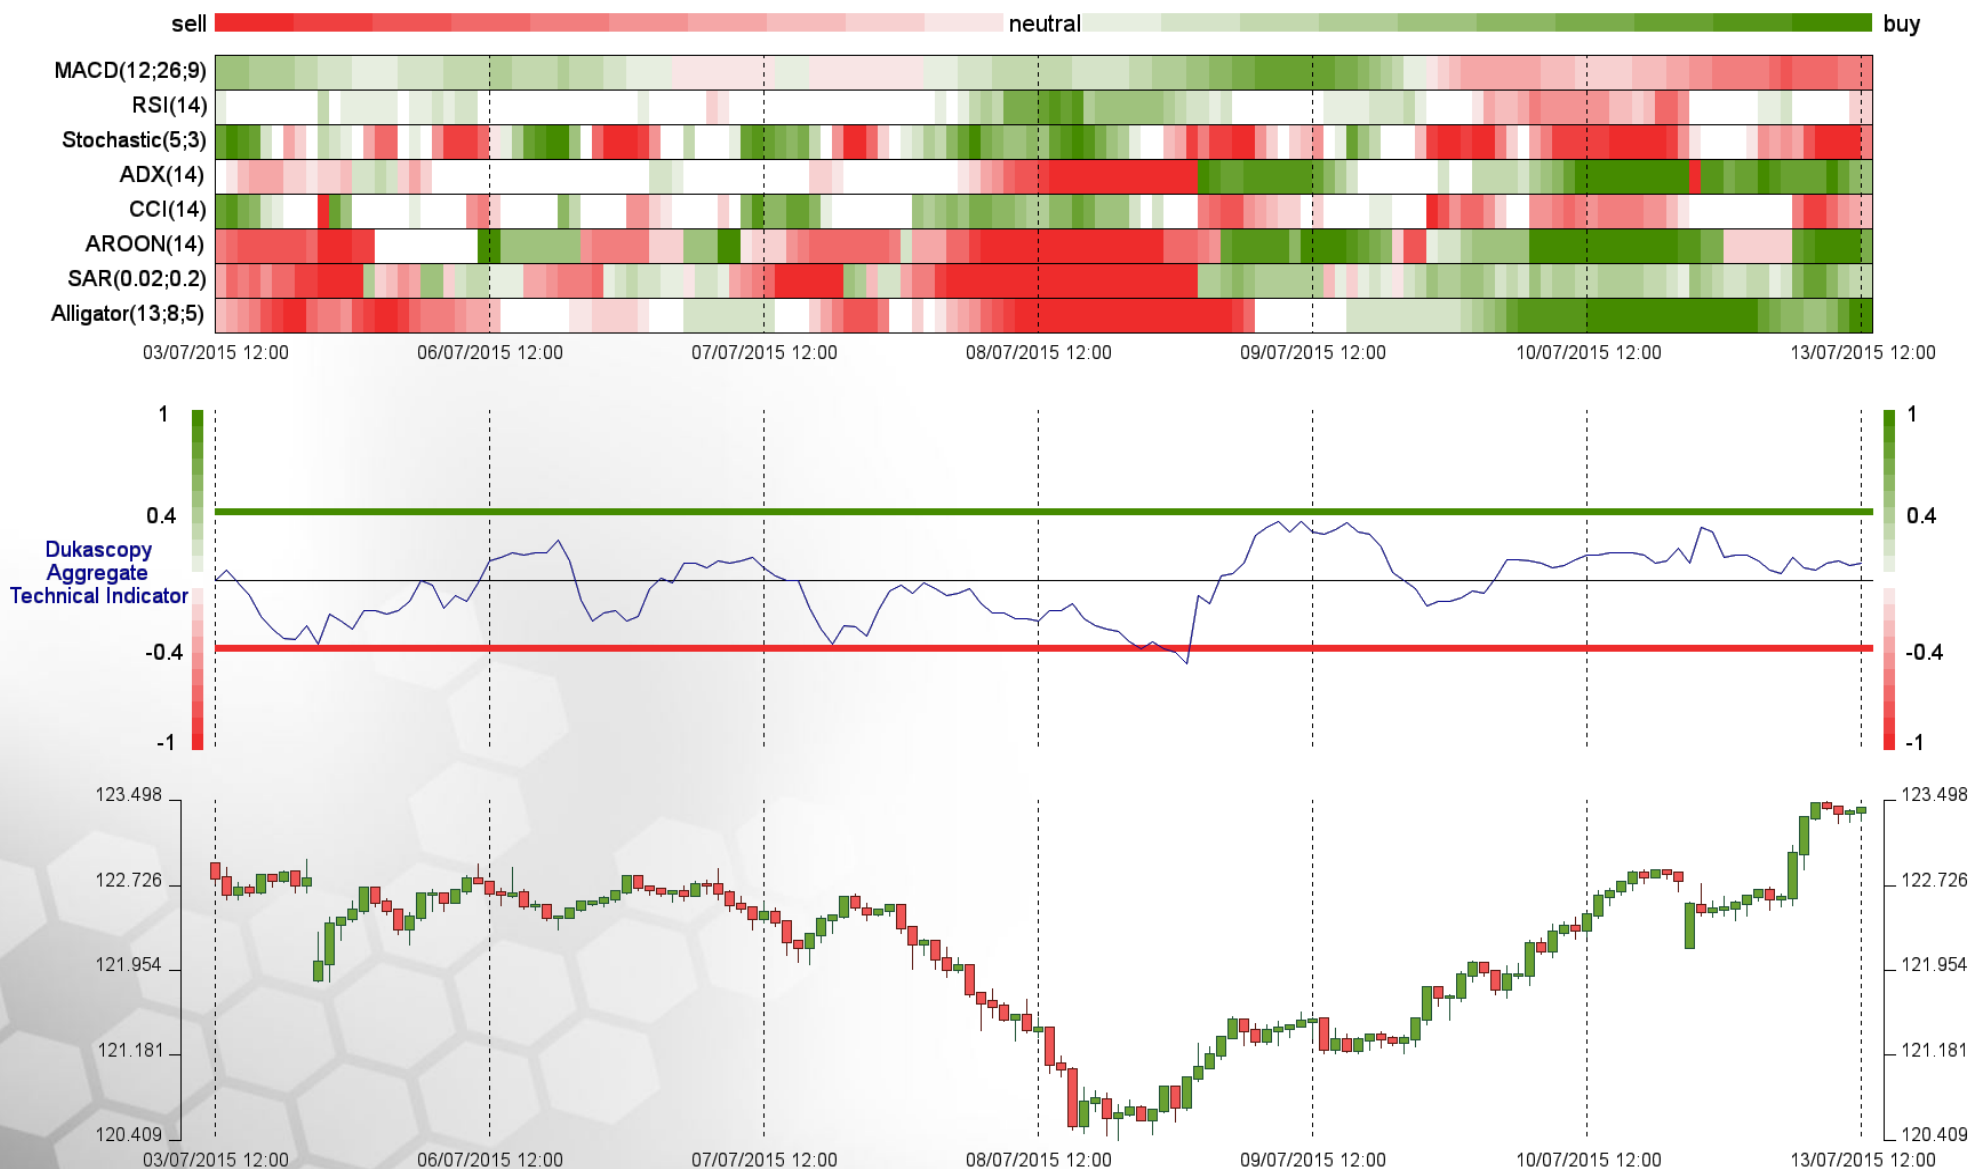 sell neutral buy
MACD(12;26;9)
RSI(14)
Stochastic(5;3)
ADX(14)
CCI(14)
AROON(14)
SAR(0.02;0.2)
Alligator(13;8;5)
03/07/2015 12:00 06/07/2015 12:00 07/07/2015 12:00 08/07/2015 12:00 09/07/2015 12:00 10/07/2015 12:00 13/07/2015 12:00
1 1
0.4 0.4
Dukascopy
Aggregate
Technical Indicator
-0.4 -0.4
-1 -1
123.498 123.498
122.726 122.726
121.954 121.954
121.181 121.181
120.409 120.409
03/07/2015 12:00 06/07/2015 12:00 07/07/2015 12:00 08/07/2015 12:00 09/07/2015 12:00 10/07/2015 12:00 13/07/2015 12:00